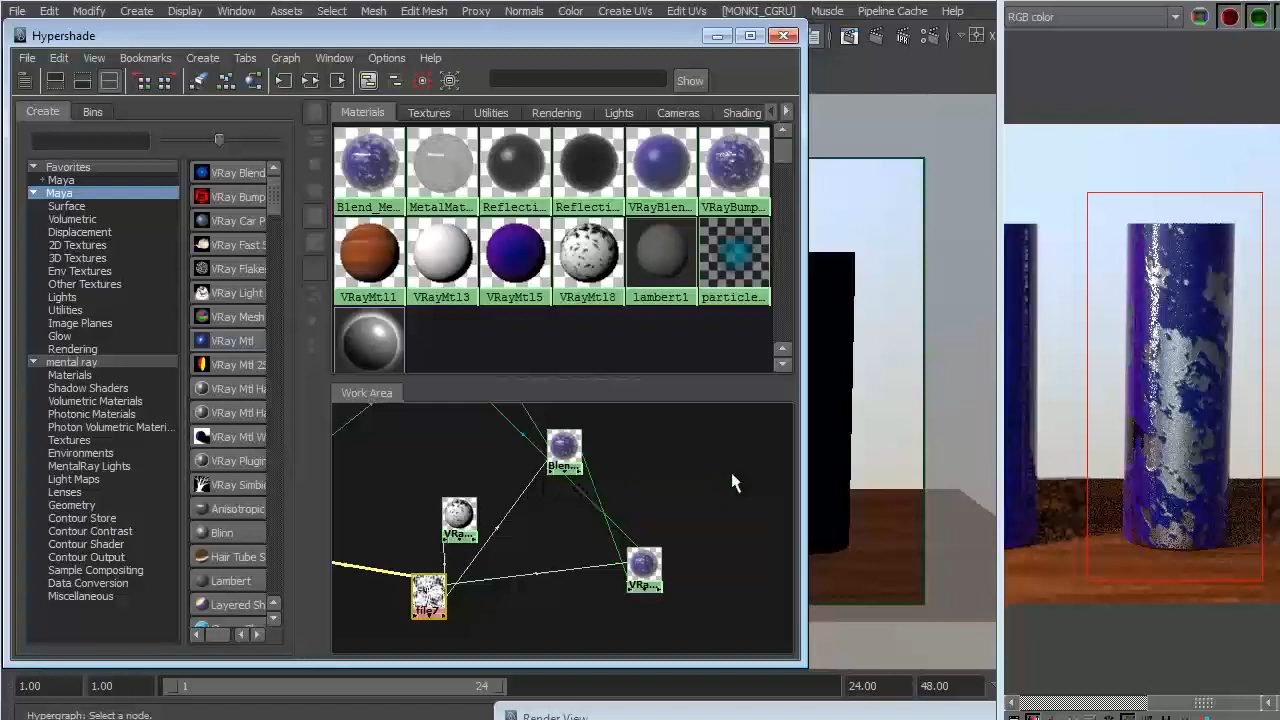 File Edit Modify Create Display Window Assets Select Mesh Edit Mesh Proxy Normals Color Create UVs Edit UVs [MONKI_CGRU] Muscle Pipeline Cache Help
RGB color
Hypershade
File Edit View Bookmarks Create Tabs Graph Window Options Help
Show
Create Bins
Materials Textures Utilities Rendering Lights Cameras Shading
Favorites
+ Maya
Maya
Surface
Volumetric
Displacement
2D Textures
3D Textures
Env Textures
Other Textures
Lights
Utilities
Image Planes
Glow
Rendering
mental ray
Materials
Shadow Shaders
Volumetric Materials
Photonic Materials
Photon Volumetric Materi...
Textures
Environments
MentalRay Lights
Light Maps
Lenses
Geometry
Contour Store
Contour Contrast
Contour Shader
Contour Output
Sample Compositing
Data Conversion
Miscellaneous
VRay Blend
VRay Bump
VRay Car P
VRay Fast S
VRay Flake
VRay Light
VRay Mesh
VRay Mtl
VRay Mtl 2S
VRay Mtl Ha
VRay Mtl Ha
VRay Mtl W
VRay Plugin
VRay Simbi
Anisotropic
Blinn
Hair Tube S
Lambert
Layered Sh
Blend_Me... MetalMat... Reflecti... Reflecti... VRayBlen... VRayBump...
VRayMtl1 VRayMtl3 VRayMtl5 VRayMtl8 lambert1 particle...
Work Area
Blen...
VRa...
VRa...
file7
1.00 1.00 1 24 24.00 48.00
Hypergraph: Select a node.
Render View